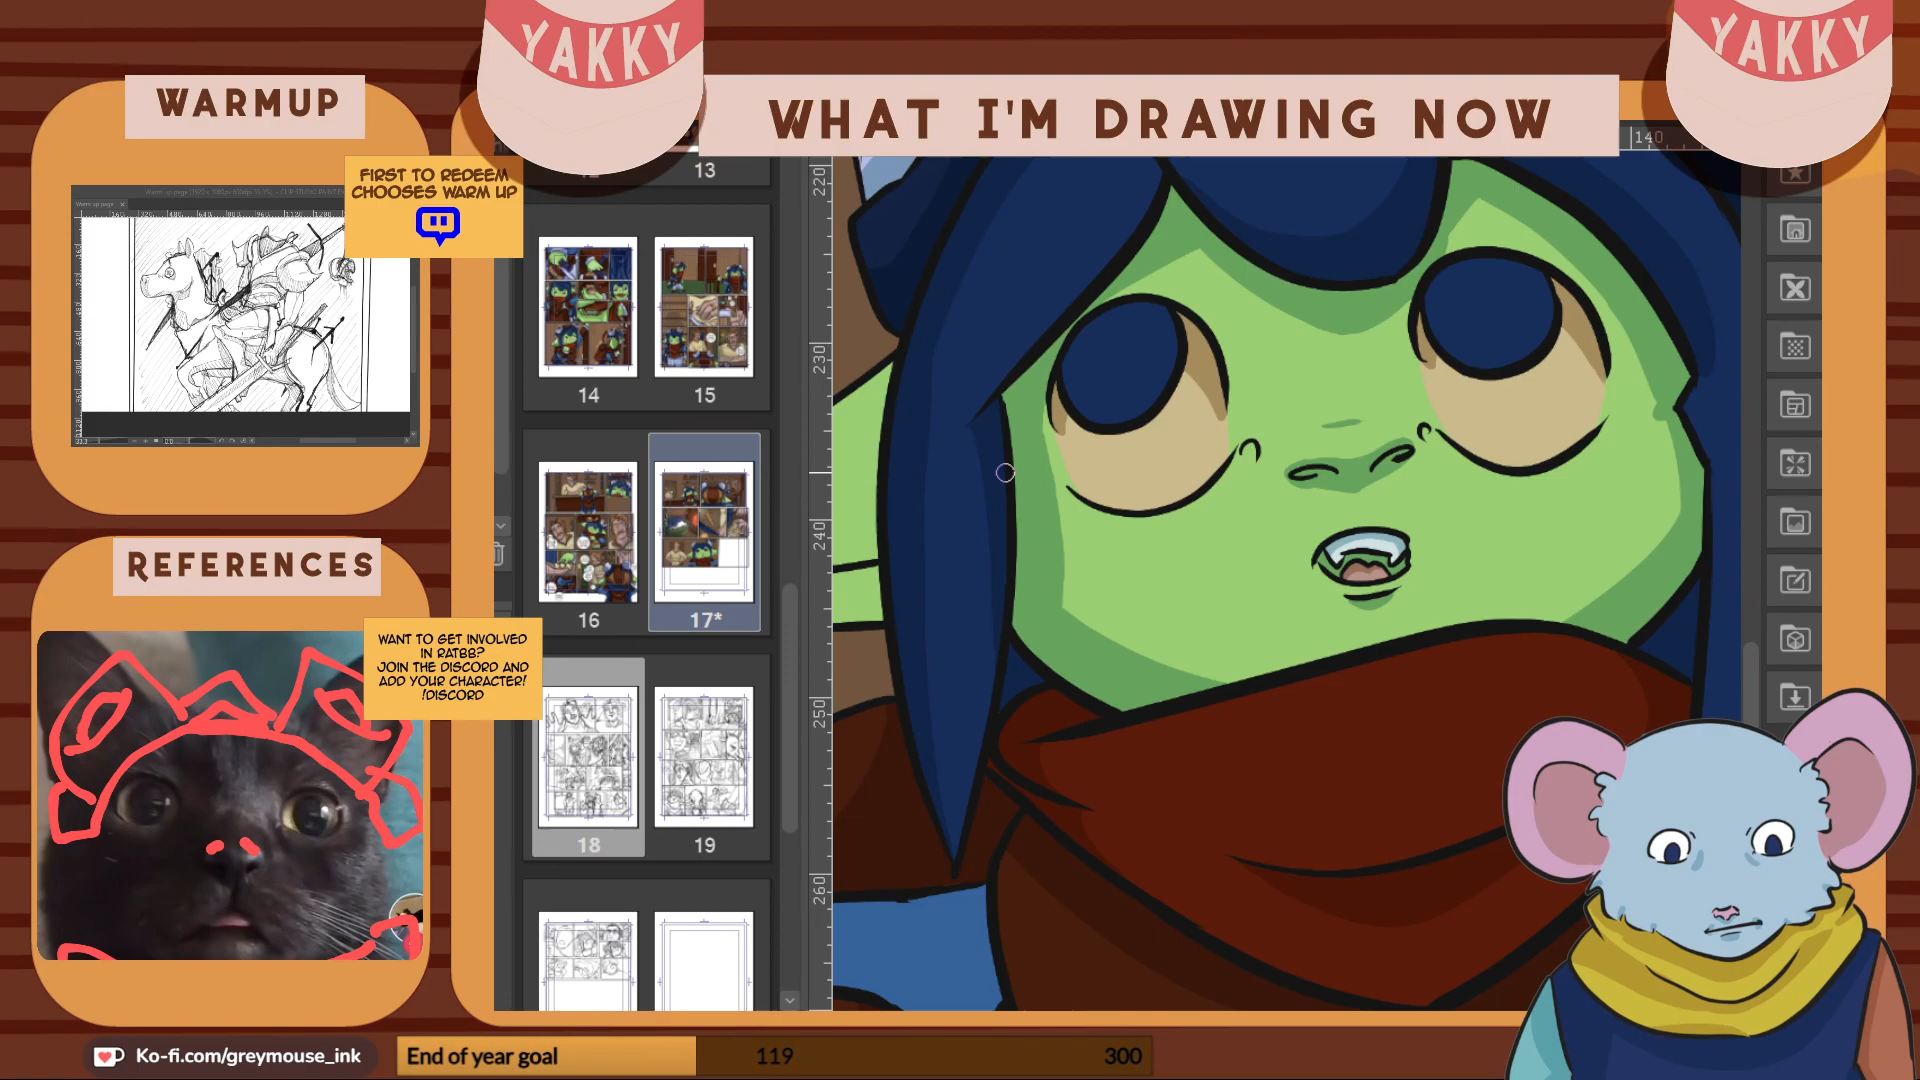 YAKKY
YAKKY
WARMUP
WHAT I'M DRAWING NOW
FIRST TO REDEEM
CHOOSES WARM UP
13
140
220
230
240
250
260
14
15
16
17*
18
19
REFERENCES
WANT TO GET INVOLVED
IN RAT88?
JOIN THE DISCORD AND
ADD YOUR CHARACTER!
!DISCORD
Ko-fi.com/greymouse_ink
End of year goal
119
300